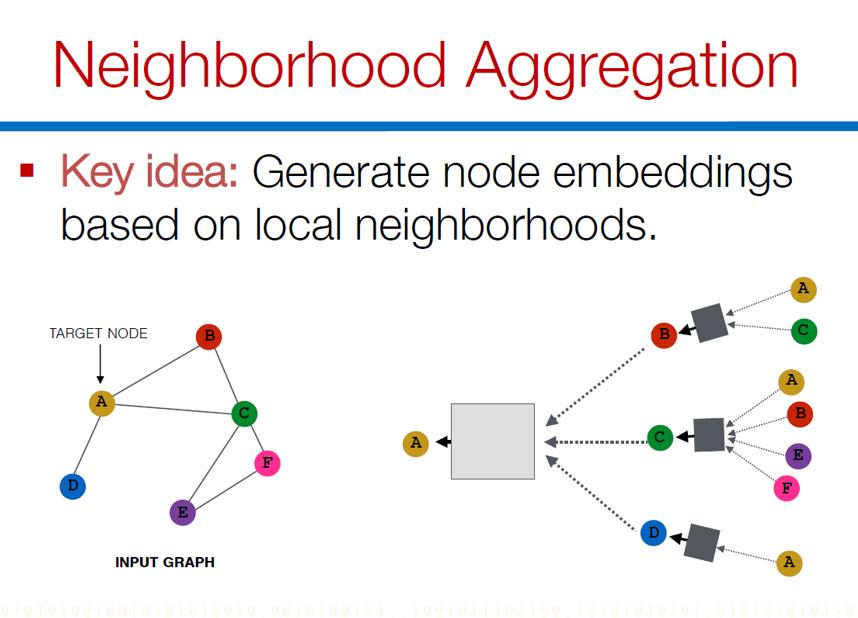 Neighborhood Aggregation
Key idea: Generate node embeddings
based on local neighborhoods.
TARGET NODE
B
A
C
F
D
E
INPUT GRAPH
A
B
A
C
C
A
B
E
F
D
A